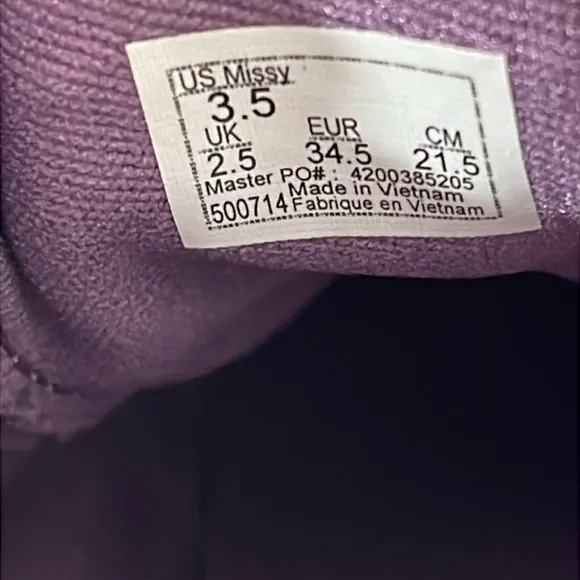 US Missy
3.5
UK EUR CM
2.5 34.5 21.5
Master PO# : 4200385205
Made in Vietnam
500714 Fabrique en Vietnam